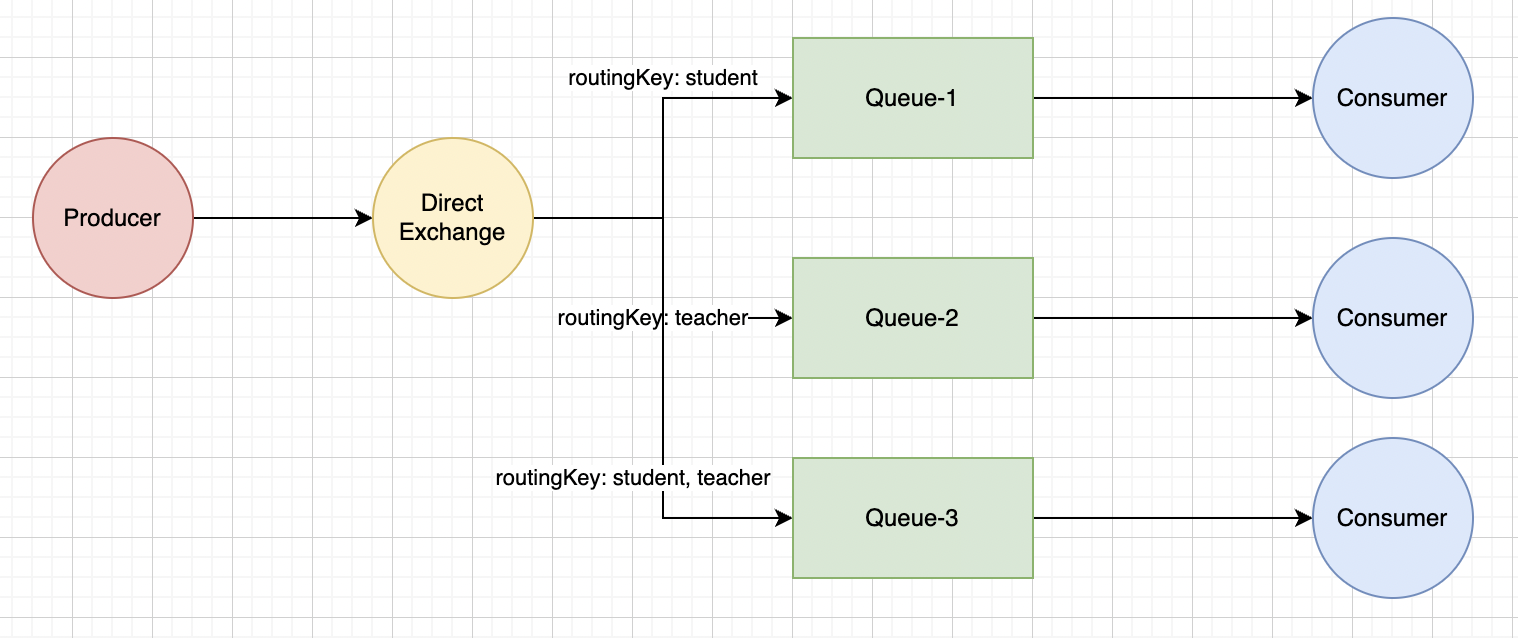 Producer
Direct
Exchange
routingKey: student
Queue-1
Consumer
routingKey: teacher
Queue-2
Consumer
routingKey: student, teacher
Queue-3
Consumer